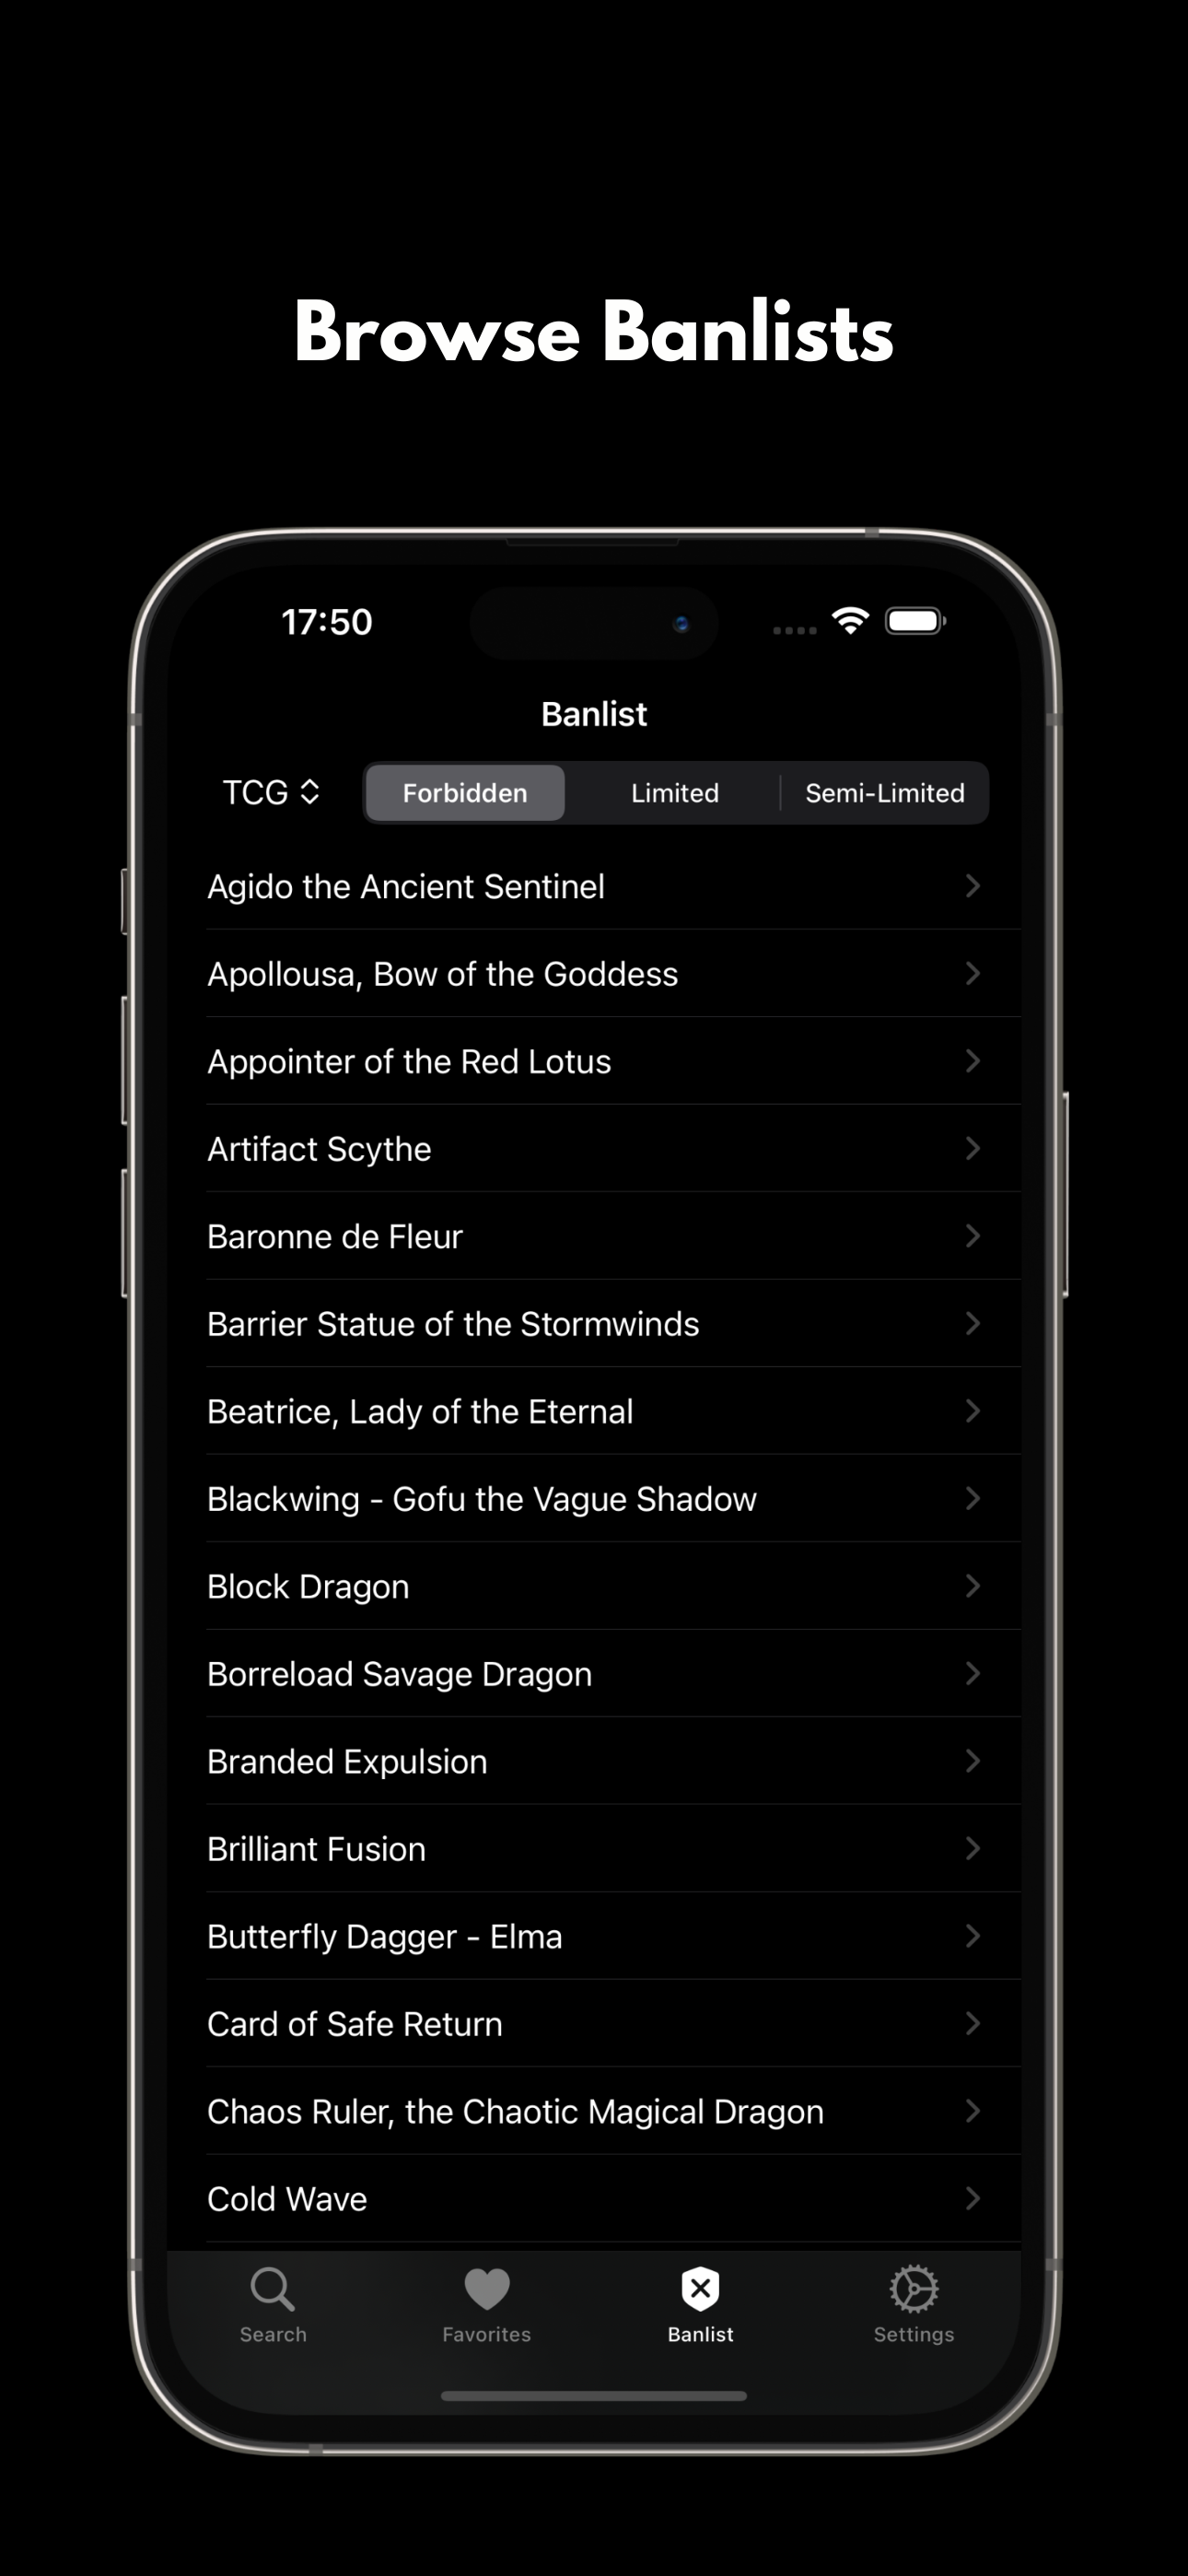 Browse Banlists
17:50
Banlist
TCG Forbidden Limited Semi-Limited
Agido the Ancient Sentinel
Apollousa, Bow of the Goddess
Appointer of the Red Lotus
Artifact Scythe
Baronne de Fleur
Barrier Statue of the Stormwinds
Beatrice, Lady of the Eternal
Blackwing - Gofu the Vague Shadow
Block Dragon
Borreload Savage Dragon
Branded Expulsion
Brilliant Fusion
Butterfly Dagger - Elma
Card of Safe Return
Chaos Ruler, the Chaotic Magical Dragon
Cold Wave
Search Favorites Banlist Settings